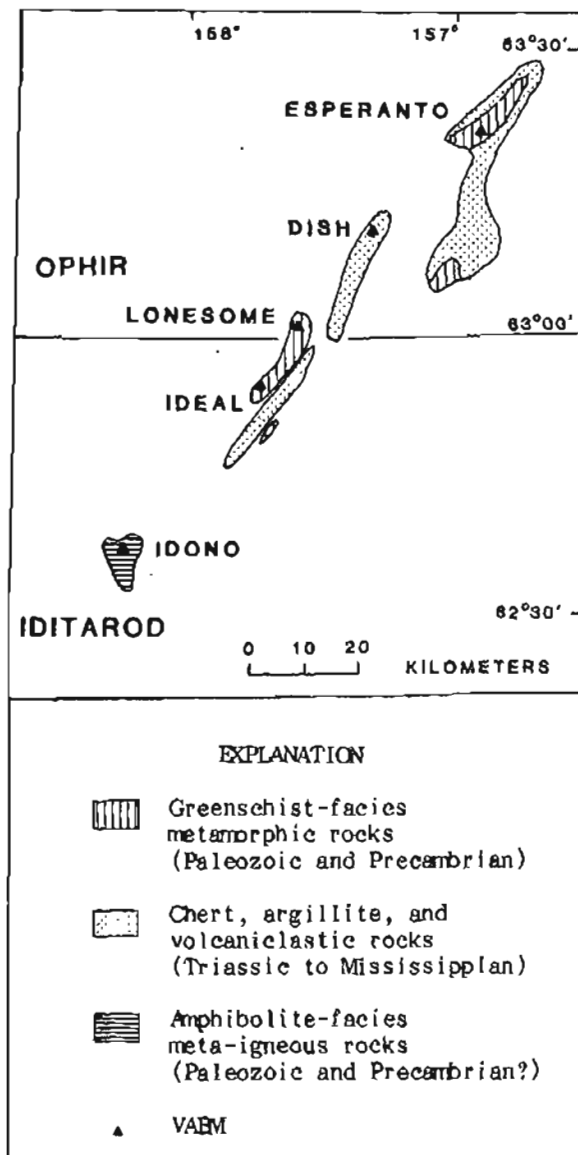 158° 157°
63°30′
ESPERANTO
DISH
OPHIR
LONESOME
63°00′
IDEAL
IDONO
62°30′
IDITAROD
0 10 20
KILOMETERS
EXPLANATION
Greenschist-facies
metamorphic rocks
(Paleozoic and Precambrian)
Chert, argillite, and
volcaniclastic rocks
(Triassic to Mississippian)
Amphibolite-facies
meta-igneous rocks
(Paleozoic and Precambrian?)
VABM